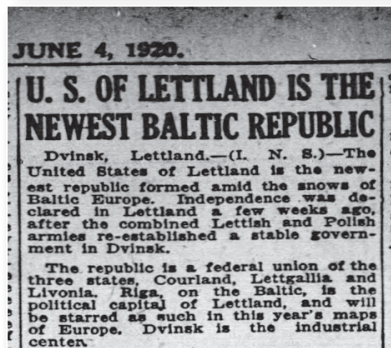 JUNE 4, 1920.
U. S. OF LETTLAND IS THE
NEWEST BALTIC REPUBLIC
Dvinsk, Lettland.—(I. N. S.)—The
United States of Lettland is the new-
est republic formed amid the snows of
Baltic Europe. Independence was de-
clared in Lettland a few weeks ago,
after the combined Lettish and Polish
armies re-established a stable govern-
ment in Dvinsk.
The republic is a federal union of the
three states, Courland, Lettgallia and
Livonia. Riga, on the Baltic, is the
political capital of Lettland, and will
be starred as such in this year's maps
of Europe. Dvinsk is the industrial
center.